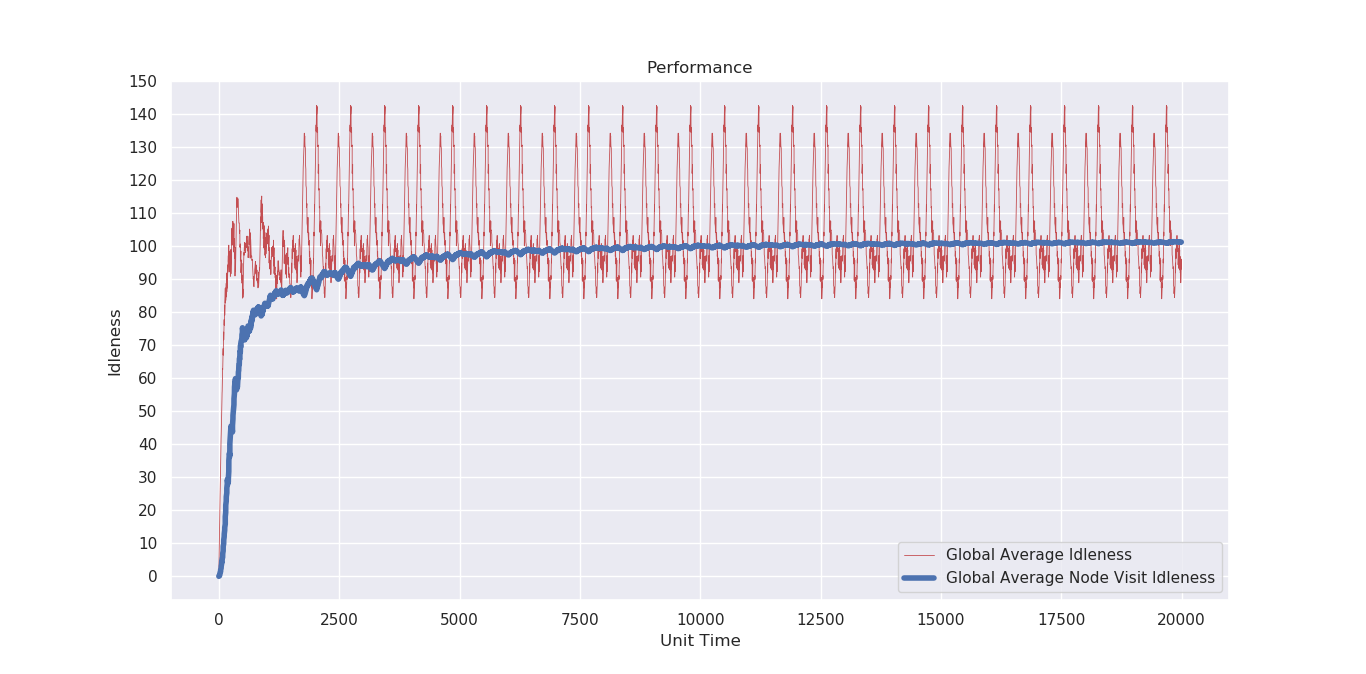 Performance
150
140
130
120
110
100
90
80
70
60
50
40
30
20
10
0
Idleness
0 2500 5000 7500 10000 12500 15000 17500 20000
Unit Time
Global Average Idleness
Global Average Node Visit Idleness